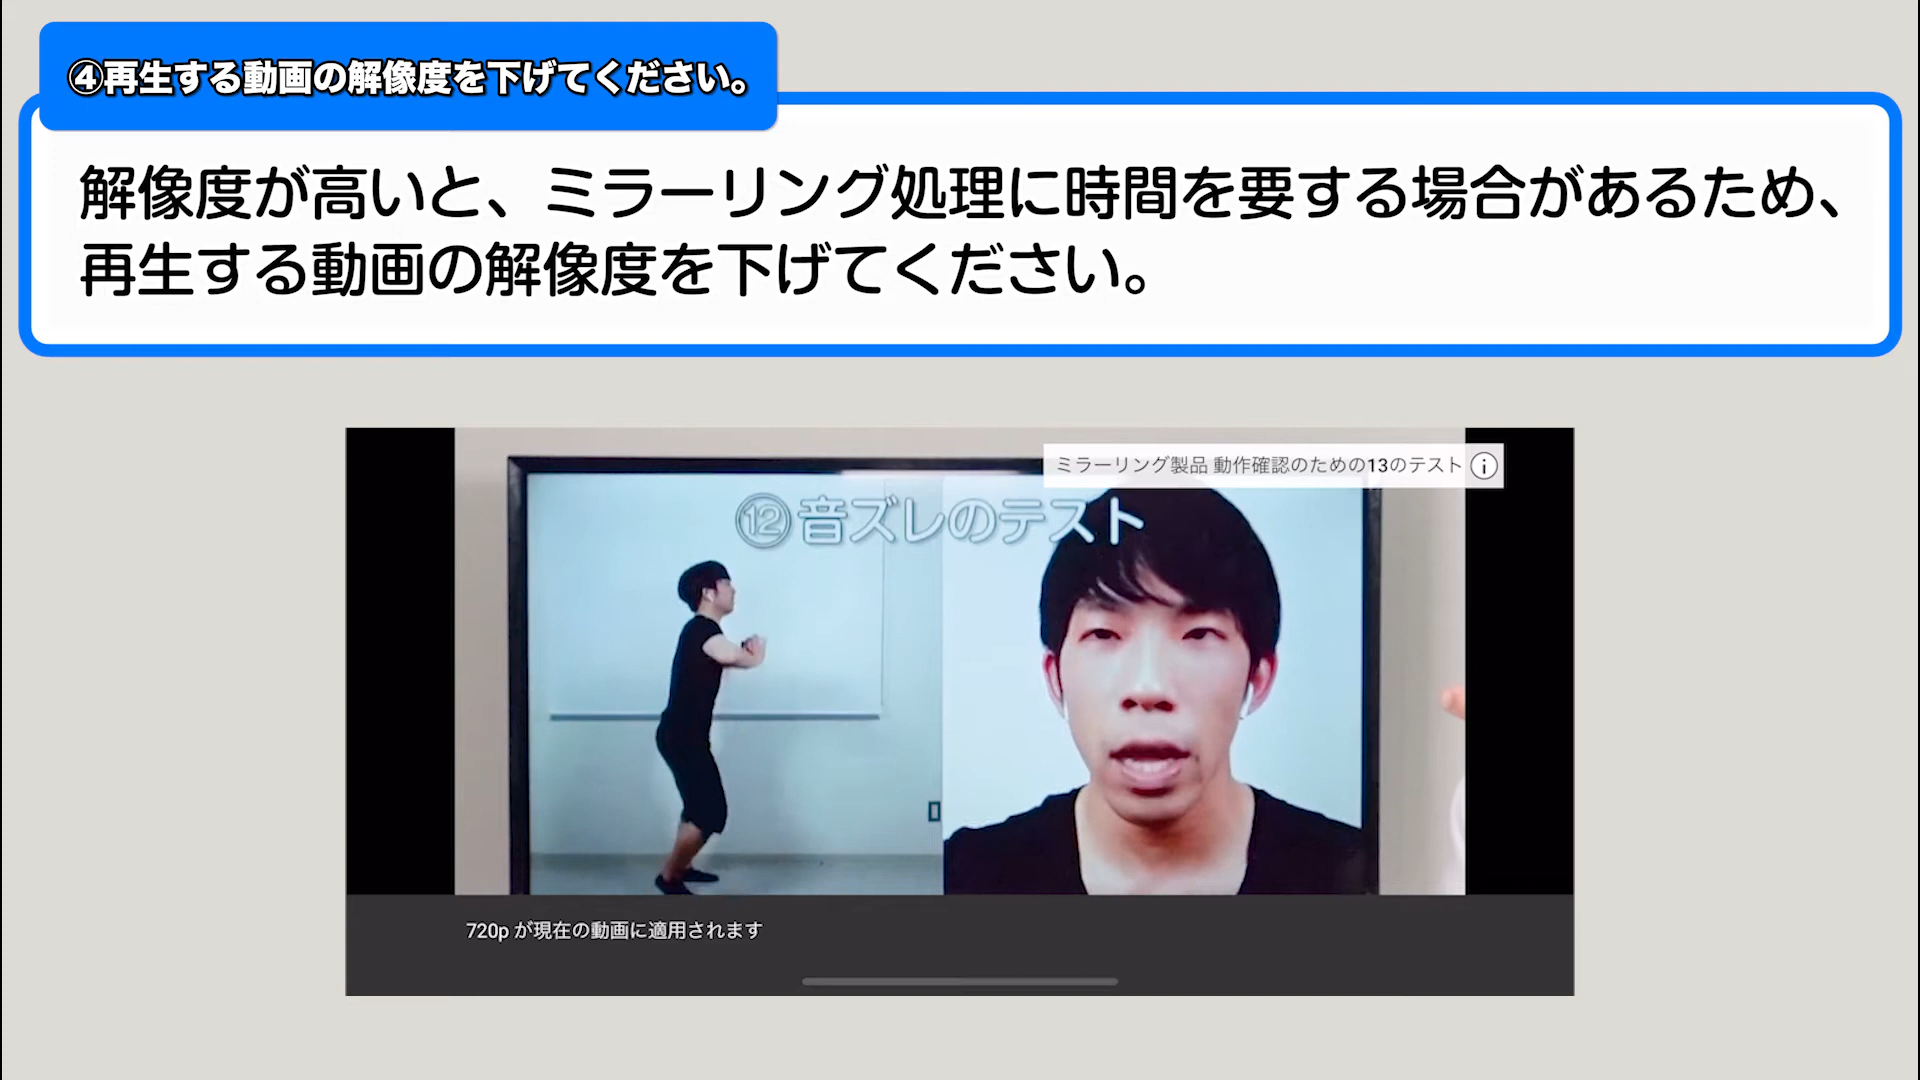 ④再生する動画の解像度を下げてください。
解像度が高いと、ミラーリング処理に時間を要する場合があるため、
再生する動画の解像度を下げてください。
ミラーリング製品 動作確認のための13のテスト
⑫音ズレのテスト
720p が現在の動画に適用されます